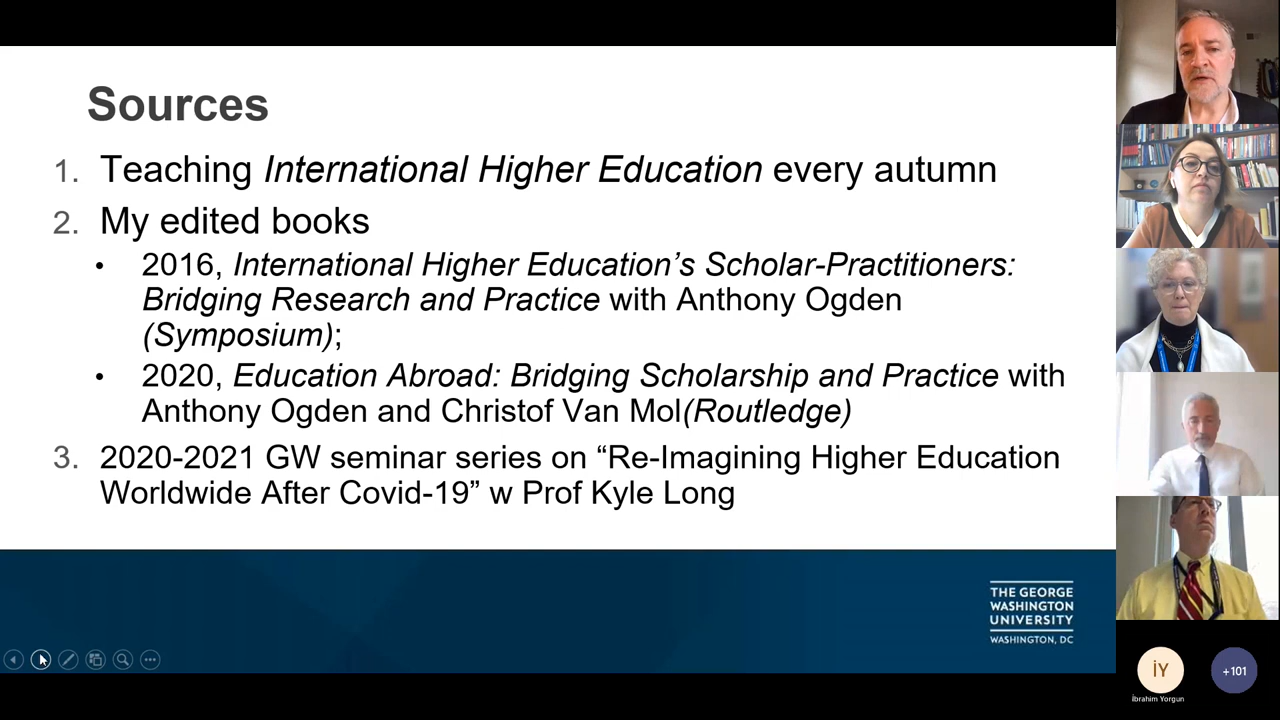 Sources
1. Teaching International Higher Education every autumn
2. My edited books
• 2016, International Higher Education’s Scholar-Practitioners:
Bridging Research and Practice with Anthony Ogden
(Symposium);
• 2020, Education Abroad: Bridging Scholarship and Practice with
Anthony Ogden and Christof Van Mol(Routledge)
3. 2020-2021 GW seminar series on “Re-Imagining Higher Education
Worldwide After Covid-19” w Prof Kyle Long
THE GEORGE
WASHINGTON
UNIVERSITY
WASHINGTON, DC
İY
İbrahim Yorgun
+101